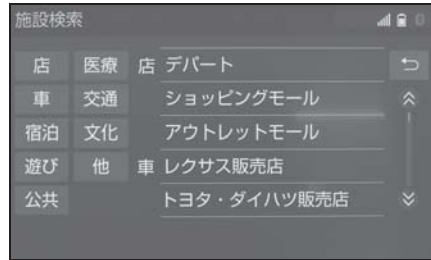 施設検索
店 医療 店 デパート
車 交通 ショッピングモール
宿泊 文化 アウトレットモール
遊び 他 車 レクサス販売店
公共 トヨタ・ダイハツ販売店